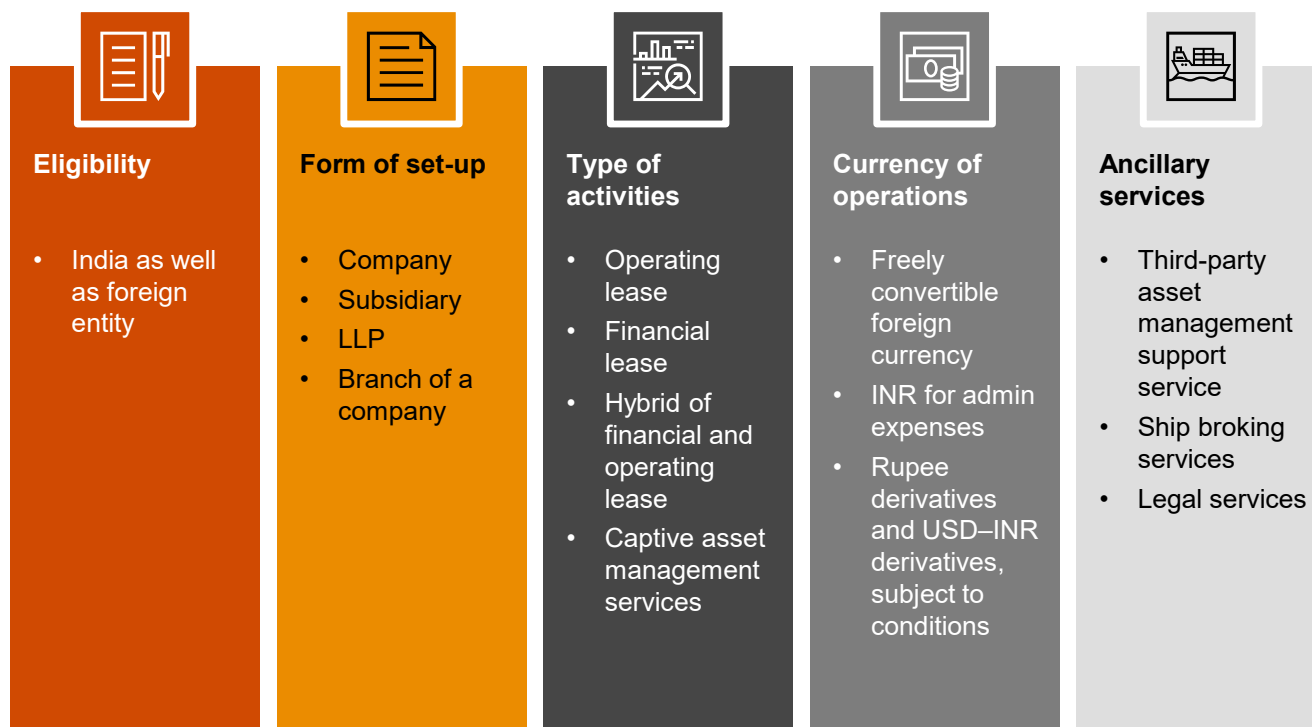 Eligibility
• India as well
as foreign
entity
Form of set-up
• Company
• Subsidiary
• LLP
• Branch of a
company
Type of
activities
• Operating
lease
• Financial
lease
• Hybrid of
financial and
operating
lease
• Captive asset
management
services
Currency of
operations
• Freely
convertible
foreign
currency
• INR for admin
expenses
• Rupee
derivatives
and USD–INR
derivatives,
subject to
conditions
Ancillary
services
• Third-party
asset
management
support
service
• Ship broking
services
• Legal services